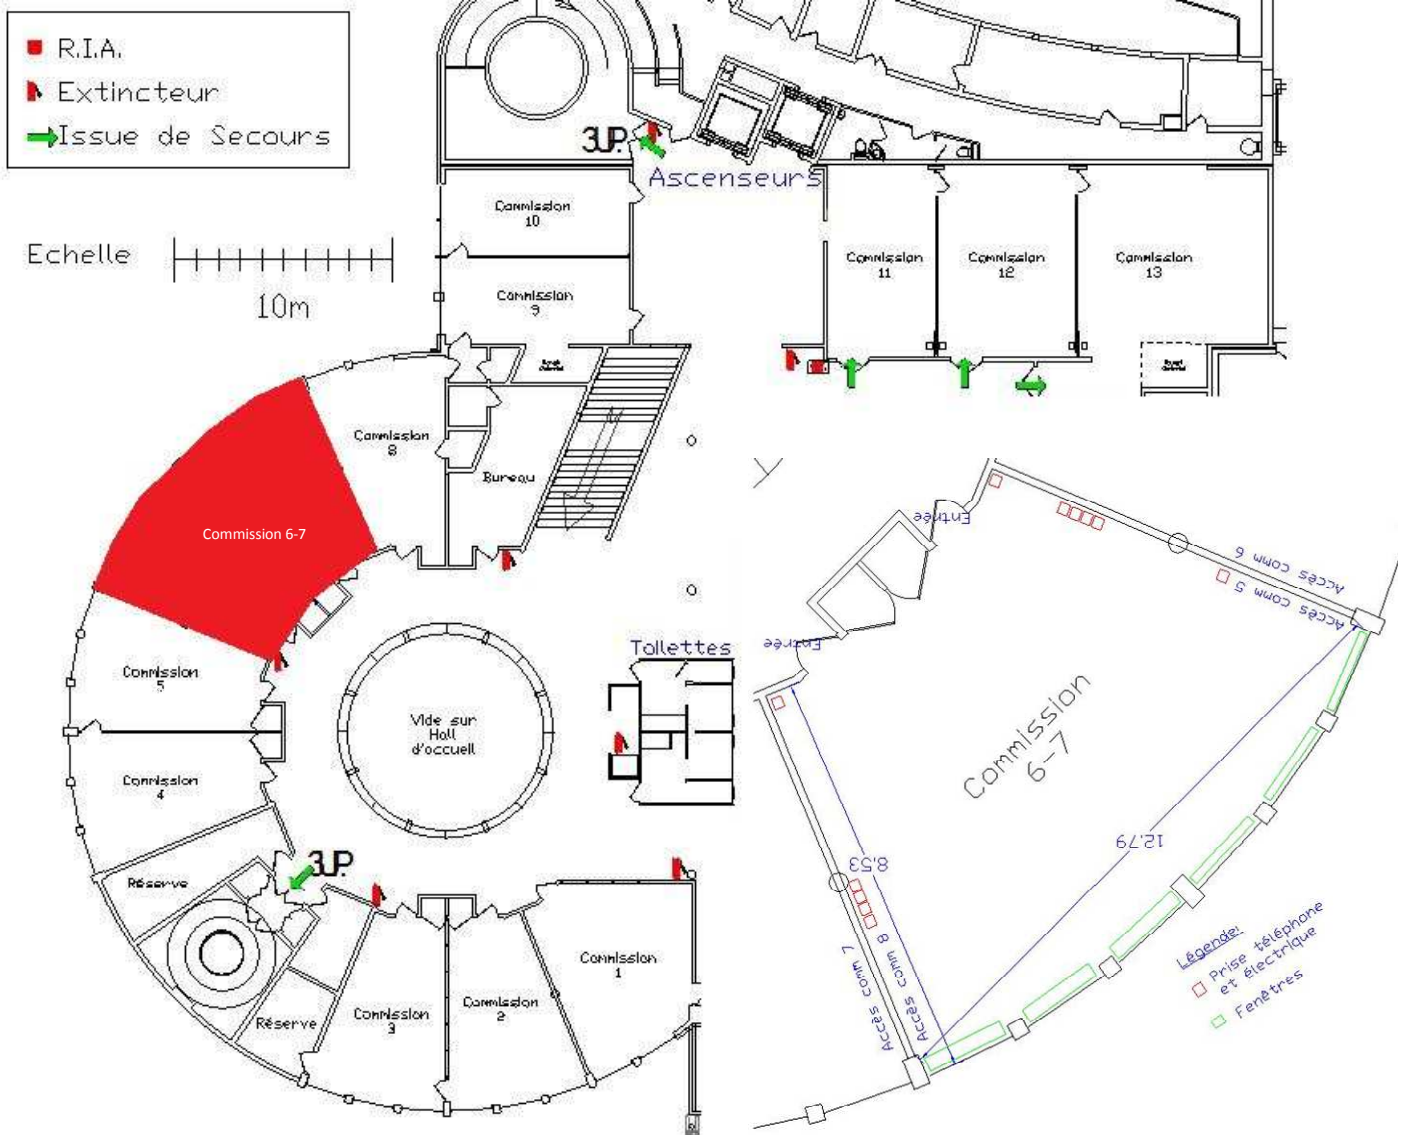 R.I.A.
Extincteur
Issue de Secours
Echelle
10m
3U.P.
Ascenseurs
Commission
10
Commission
9
Commission
11
Commission
12
Commission
13
Commission
8
Bureau
Commission 6-7
Commission
5
Commission
4
Vide sur
Hall
d'accueil
Toilettes
3U.P
Réserve
Réserve
Commission
3
Commission
2
Commission
1
Entrée
Entrée
Accès comm 6
Accès comm 5
Commission
6-7
12.79
8.53
Accès comm 7
Accès comm 8
Légende:
Prise téléphone
et électrique
Fenêtres